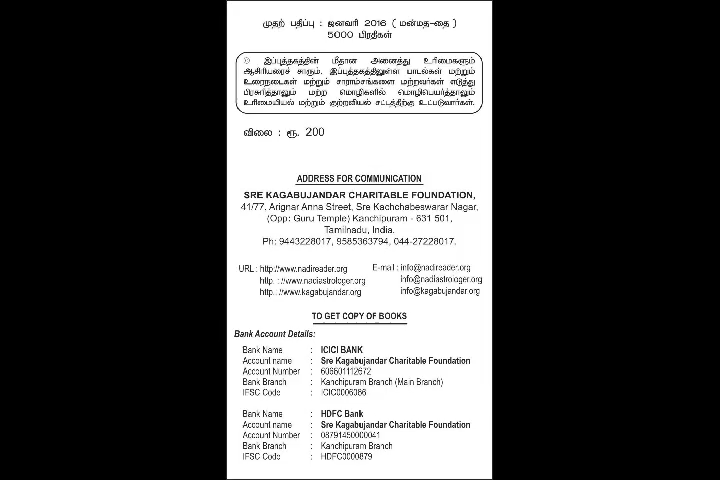 முதற் பதிப்பு : ஜனவரி 2016 ( மன்மத-தை )
5000 பிரதிகள்
© இப்புத்தகத்தின் மீதான அனைத்து உரிமைகளும்
ஆசிரியரைச் சாரும். இப்புத்தகத்திலுள்ள பாடல்கள் மற்றும்
உரைநடைகள் மற்றும் சாராம்சங்களை மற்றவர்கள் எடுத்து
பிரசுரித்தாலும் மற்ற மொழிகளில் மொழிபெயர்த்தாலும்
உரிமையியல் மற்றும் குற்றவியல் சட்டத்திற்கு உட்படுவார்கள்.
விலை : ரூ. 200
ADDRESS FOR COMMUNICATION
SRE KAGABUJANDAR CHARITABLE FOUNDATION,
41/77, Arignar Anna Street, Sre Kachchabeswarar Nagar,
(Opp: Guru Temple) Kanchipuram - 631 501,
Tamilnadu, India.
Ph: 9443228017, 9585363794, 044-27228017.
URL : http://www.nadireader.org E-mail : info@nadireader.org
http. : //www.nadiastrologer.org info@nadiastrologer.org
http.: //www.kagabujandar.org info@kagabujandar.org
TO GET COPY OF BOOKS
Bank Account Details:
Bank Name : ICICI BANK
Account name : Sre Kagabujandar Charitable Foundation
Account Number : 606601112672
Bank Branch : Kanchipuram Branch (Main Branch)
IFSC Code : ICIC0006066
Bank Name : HDFC Bank
Account name : Sre Kagabujandar Charitable Foundation
Account Number : 08791450000041
Bank Branch : Kanchipuram Branch
IFSC Code : HDFC0000879